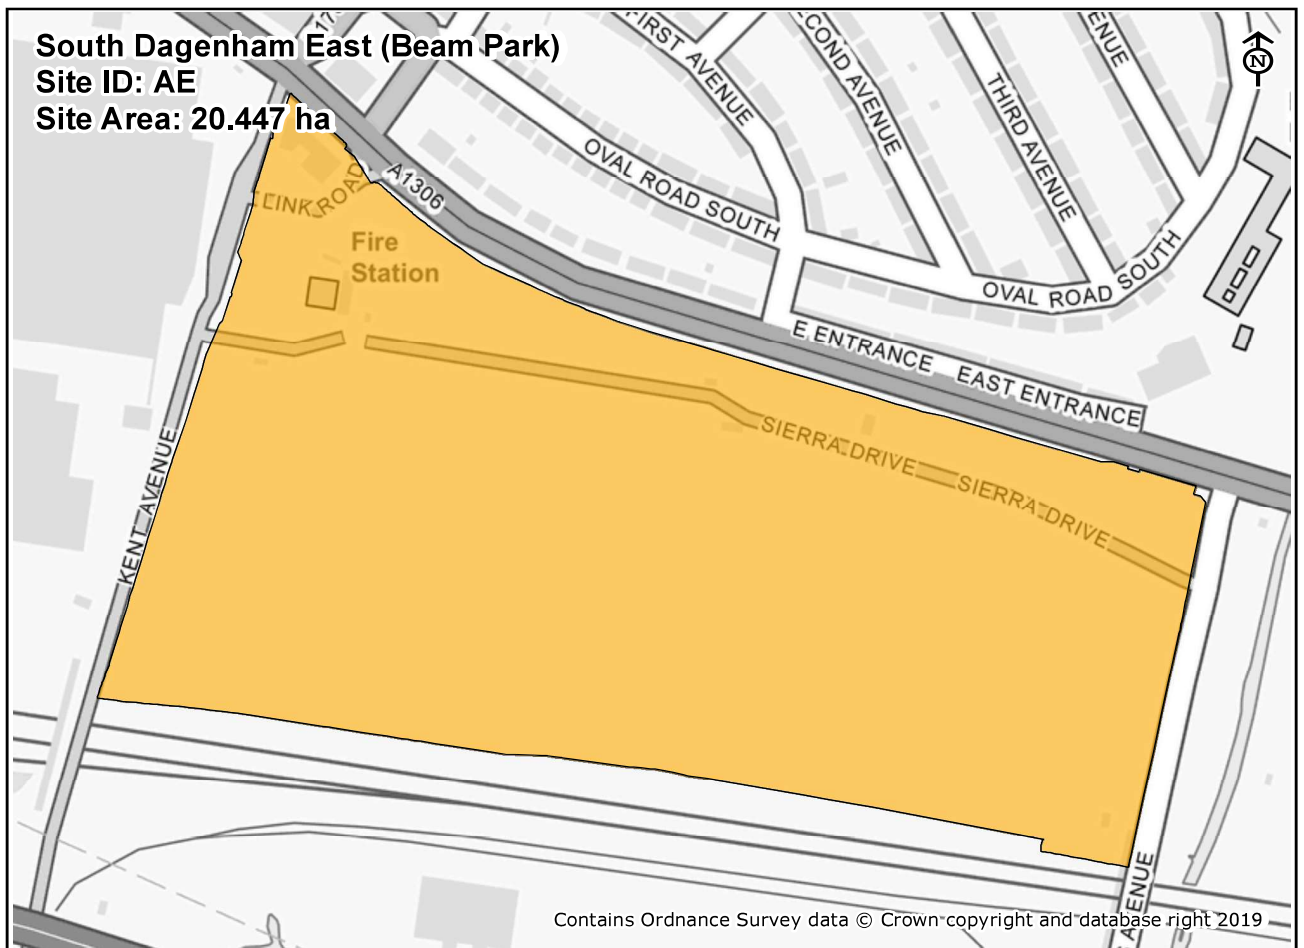 South Dagenham East (Beam Park)
Site ID: AE
Site Area: 20.447 ha
N
FIRST AVENUE
SECOND AVENUE
THIRD AVENUE
OVAL ROAD SOUTH
A1306
LINK ROAD
Fire
Station
OVAL ROAD SOUTH
E ENTRANCE
EAST ENTRANCE
SIERRA DRIVE
SIERRA DRIVE
KENT AVENUE
AVENUE
Contains Ordnance Survey data © Crown copyright and database right 2019